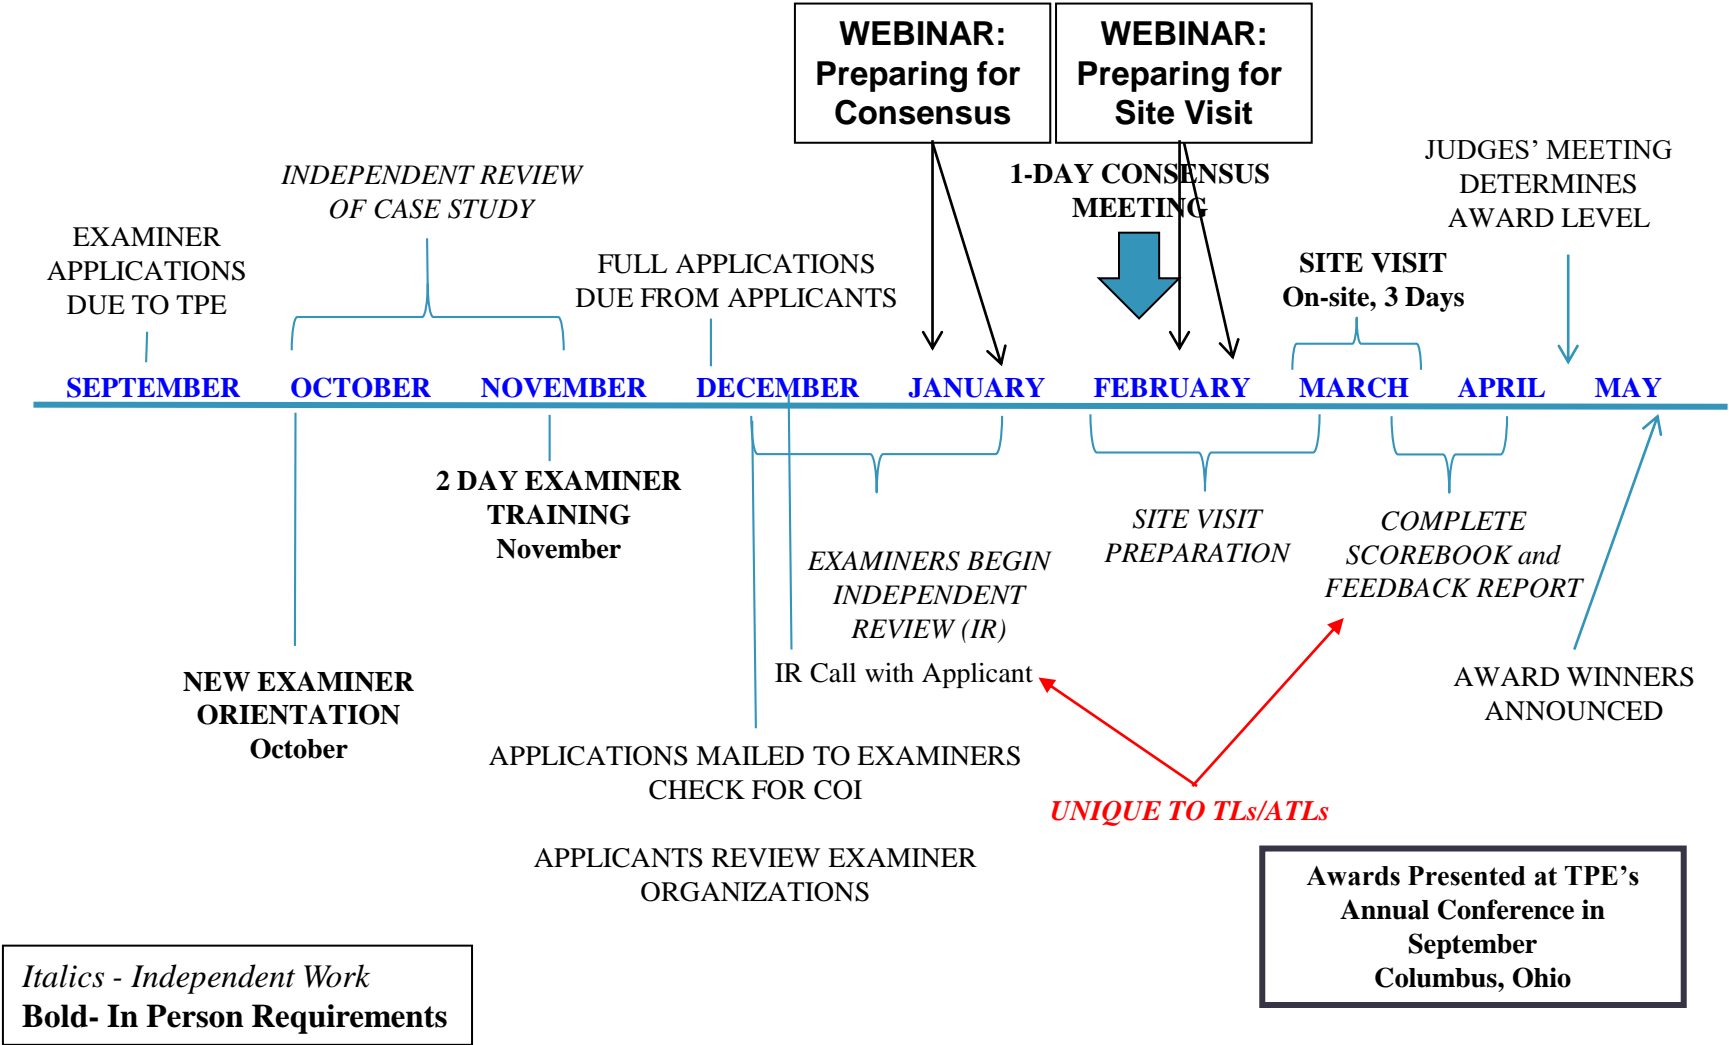 WEBINAR:
Preparing for
Consensus
WEBINAR:
Preparing for
Site Visit
JUDGES’ MEETING
DETERMINES
AWARD LEVEL
INDEPENDENT REVIEW
OF CASE STUDY
1-DAY CONSENSUS
MEETING
EXAMINER
APPLICATIONS
DUE TO TPE
FULL APPLICATIONS
DUE FROM APPLICANTS
SITE VISIT
On-site, 3 Days
SEPTEMBER
OCTOBER
NOVEMBER
DECEMBER
JANUARY
FEBRUARY
MARCH
APRIL
MAY
2 DAY EXAMINER
TRAINING
November
EXAMINERS BEGIN
INDEPENDENT
REVIEW (IR)
SITE VISIT
PREPARATION
COMPLETE
SCOREBOOK and
FEEDBACK REPORT
IR Call with Applicant
NEW EXAMINER
ORIENTATION
October
AWARD WINNERS
ANNOUNCED
APPLICATIONS MAILED TO EXAMINERS
CHECK FOR COI
APPLICANTS REVIEW EXAMINER
ORGANIZATIONS
UNIQUE TO TLs/ATLs
Awards Presented at TPE’s
Annual Conference in
September
Columbus, Ohio
Italics - Independent Work
Bold- In Person Requirements